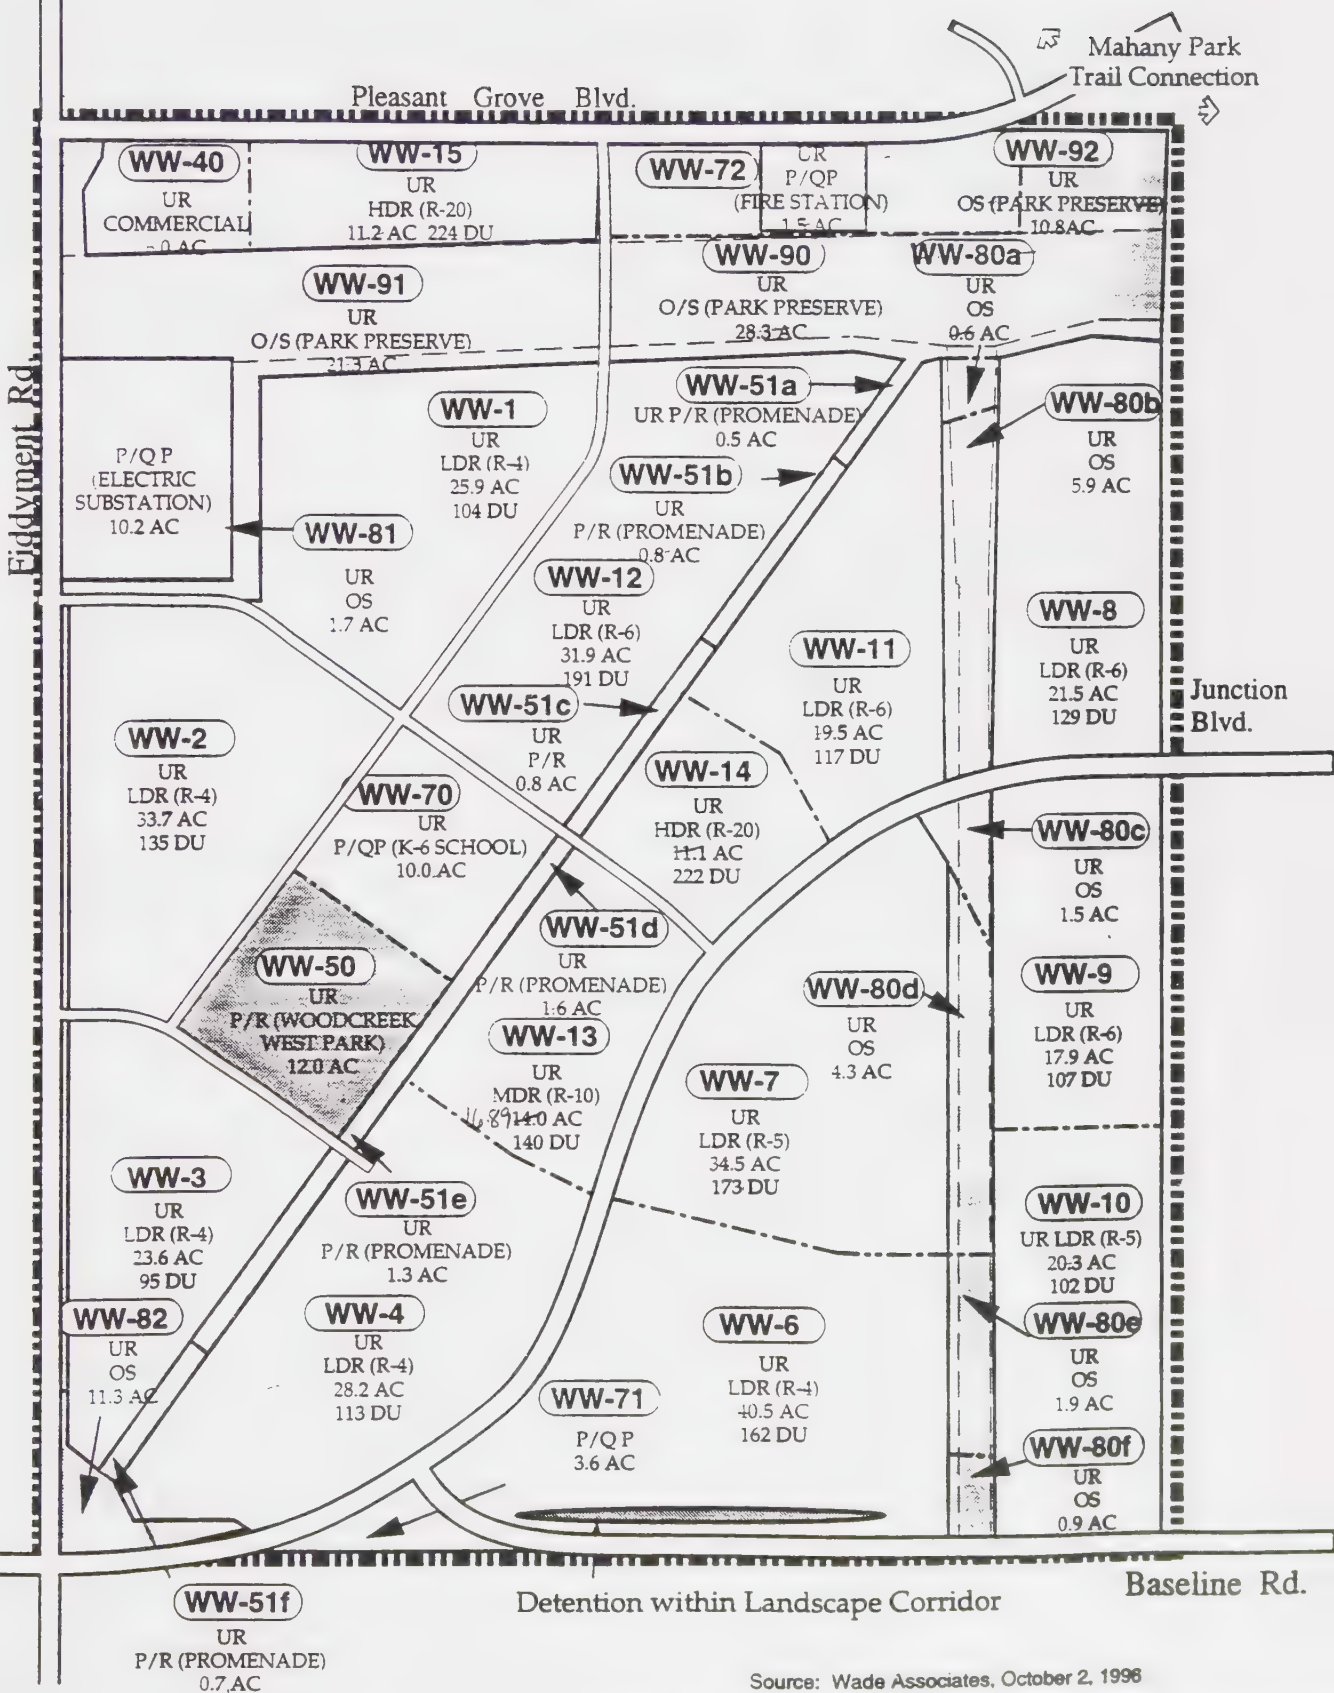 Mahany Park
Trail Connection
Pleasant Grove Blvd.
WW-40
UR
COMMERCIAL
AC
WW-15
UR
HDR (R-20)
11.2 AC 224 DU
WW-72
UR
P/QP
(FIRE STATION)
1.5 AC
WW-92
UR
OS (PARK PRESERVE)
10.8 AC
WW-91
UR
O/S (PARK PRESERVE)
21.3 AC
WW-90
UR
O/S (PARK PRESERVE)
28.3 AC
WW-80a
UR
OS
0.6 AC
Fiddyment Rd.
P/QP
(ELECTRIC
SUBSTATION)
10.2 AC
WW-1
UR
LDR (R-4)
25.9 AC
104 DU
WW-51a
UR P/R (PROMENADE)
0.5 AC
WW-80b
UR
OS
5.9 AC
WW-51b
UR
P/R (PROMENADE)
0.8 AC
WW-81
UR
OS
1.7 AC
WW-12
UR
LDR (R-6)
31.9 AC
191 DU
WW-11
UR
LDR (R-6)
19.5 AC
117 DU
WW-8
UR
LDR (R-6)
21.5 AC
129 DU
Junction
Blvd.
WW-2
UR
LDR (R-4)
33.7 AC
135 DU
WW-51c
UR
P/R
0.8 AC
WW-14
UR
HDR (R-20)
11.1 AC
222 DU
WW-70
UR
P/QP (K-6 SCHOOL)
10.0 AC
WW-80c
UR
OS
1.5 AC
WW-51d
UR
P/R (PROMENADE)
1.6 AC
WW-50
UR
P/R (WOODCREEK
WEST PARK)
12.0 AC
WW-80d
UR
OS
4.3 AC
WW-9
UR
LDR (R-6)
17.9 AC
107 DU
WW-13
UR
MDR (R-10)
16.89 14.0 AC
140 DU
WW-7
UR
LDR (R-5)
34.5 AC
173 DU
WW-3
UR
LDR (R-4)
23.6 AC
95 DU
WW-51e
UR
P/R (PROMENADE)
1.3 AC
WW-10
UR LDR (R-5)
20.3 AC
102 DU
WW-82
UR
OS
11.3 AC
WW-4
UR
LDR (R-4)
28.2 AC
113 DU
WW-6
UR
LDR (R-4)
40.5 AC
162 DU
WW-80e
UR
OS
1.9 AC
WW-71
P/QP
3.6 AC
WW-80f
UR
OS
0.9 AC
WW-51f
UR
P/R (PROMENADE)
0.7 AC
Detention within Landscape Corridor
Baseline Rd.
Source: Wade Associates, October 2, 1996